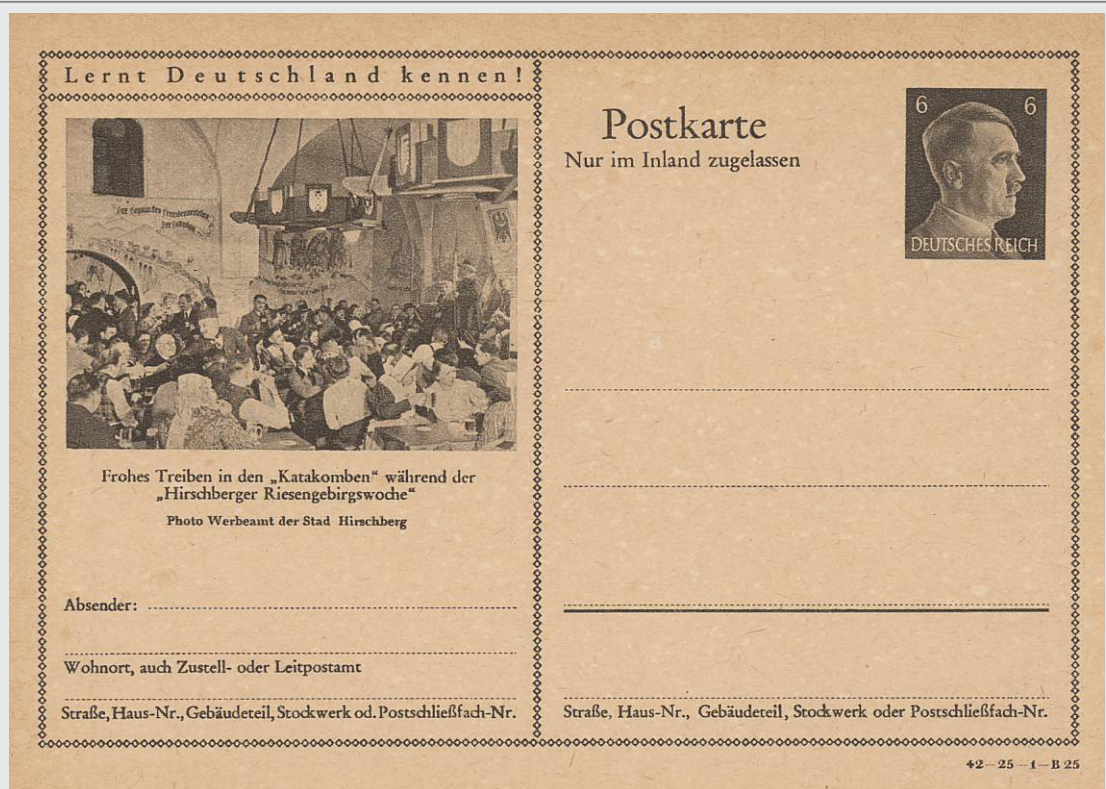 Lernt Deutschland kennen!
Frohes Treiben in den „Katakomben“ während der
„Hirschberger Riesengebirgswoche“
Photo Werbeamt der Stad Hirschberg
Absender:
Wohnort, auch Zustell- oder Leitpostamt
Straße, Haus-Nr., Gebäudeteil, Stockwerk od. Postschließfach-Nr.
Postkarte
Nur im Inland zugelassen
6 6
DEUTSCHES REICH
Straße, Haus-Nr., Gebäudeteil, Stockwerk oder Postschließfach-Nr.
42–25–1–B 25